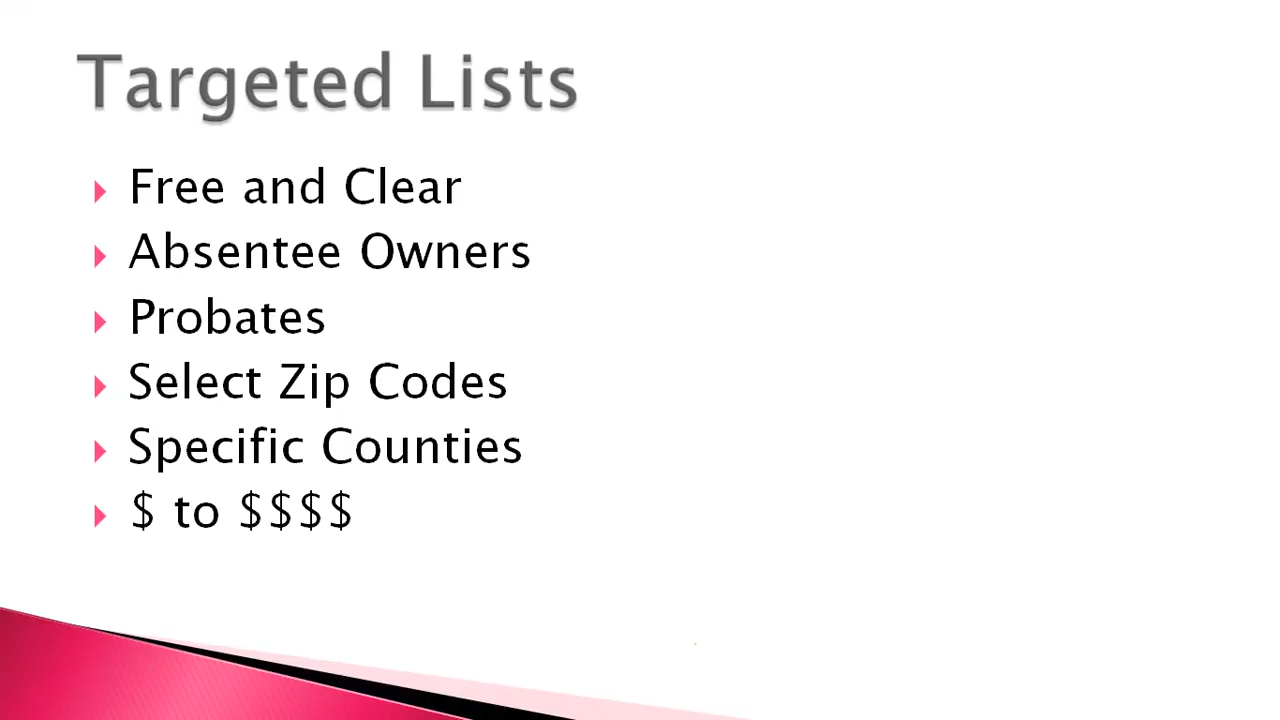 Targeted Lists
Free and Clear
Absentee Owners
Probates
Select Zip Codes
Specific Counties
$ to $$$$